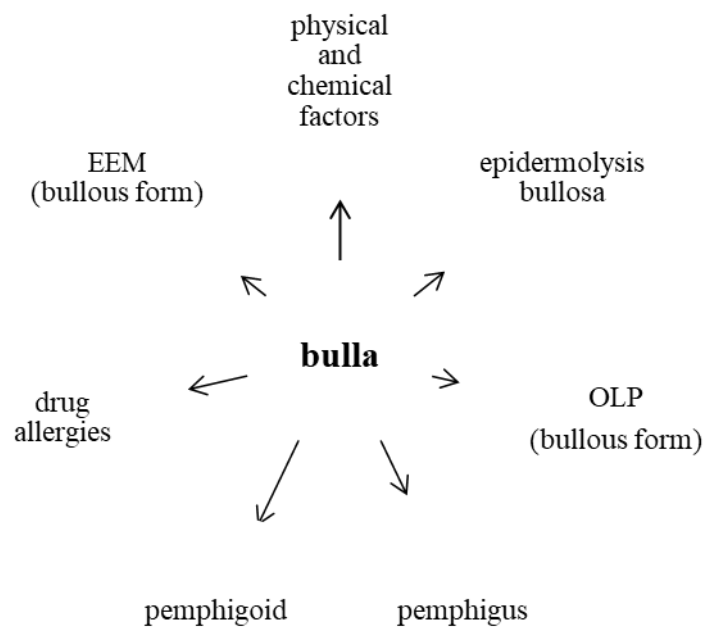 physical
and
chemical
factors
EEM
(bullous form)
epidermolysis
bullosa
bulla
drug
allergies
OLP
(bullous form)
pemphigoid
pemphigus